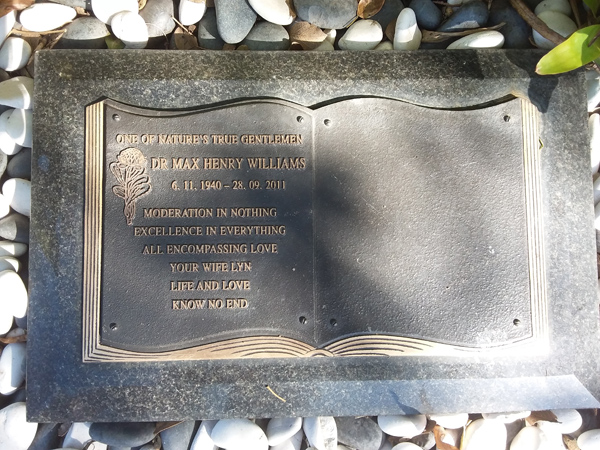 ONE OF NATURE'S TRUE GENTLEMEN
DR MAX HENRY WILLIAMS
6. 11. 1940 – 28. 09. 2011
MODERATION IN NOTHING
EXCELLENCE IN EVERYTHING
ALL ENCOMPASSING LOVE
YOUR WIFE LYN
LIFE AND LOVE
KNOW NO END